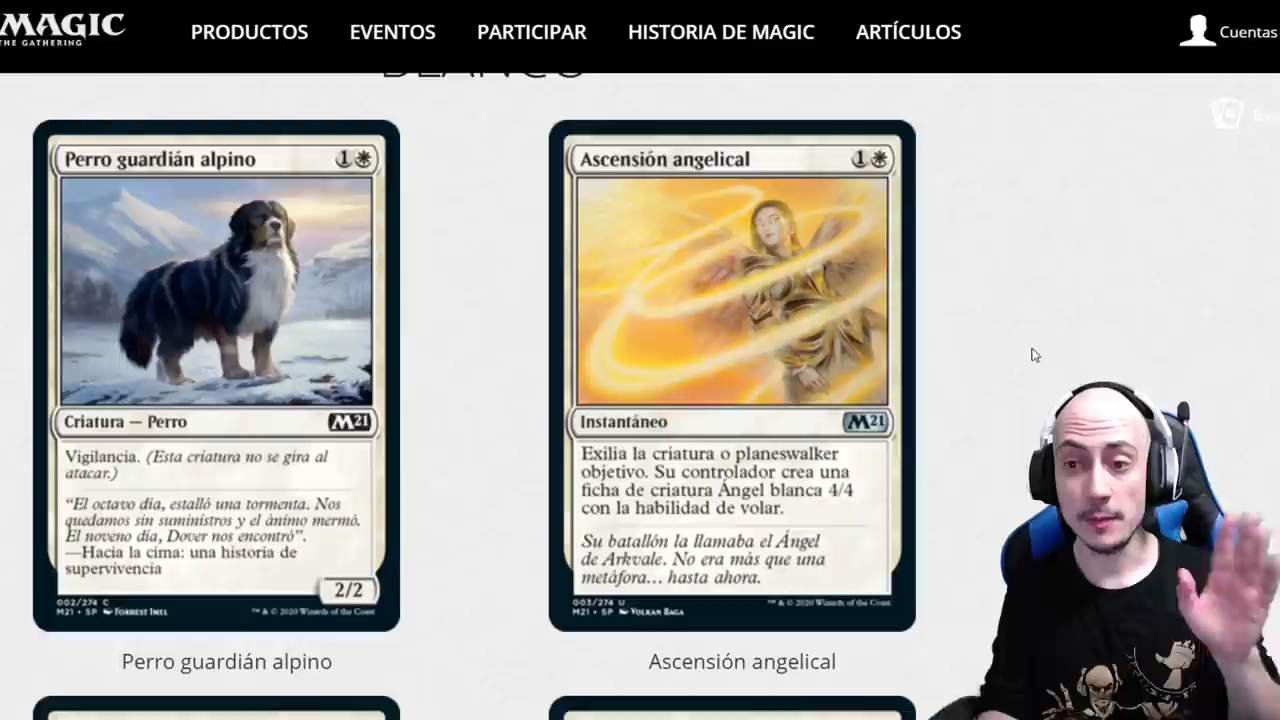 MAGIC
THE GATHERING
PRODUCTOS
EVENTOS
PARTICIPAR
HISTORIA DE MAGIC
ARTÍCULOS
Cuentas
BLANCO
Perro guardián alpino
1
Criatura — Perro
M21
Vigilancia. (Esta criatura no se gira al
atacar.)
“El octavo día, estalló una tormenta. Nos
quedamos sin suministros y el ánimo mermó.
El noveno día, Dover nos encontró”.
—Hacia la cima: una historia de
supervivencia
2/2
002/274 C
M21 • SP Forrest Imel
™ & © 2020 Wizards of the Coast
Perro guardián alpino
Ascensión angelical
1
Instantáneo
M21
Exilia la criatura o planeswalker
objetivo. Su controlador crea una
ficha de criatura Ángel blanca 4/4
con la habilidad de volar.
Su batallón la llamaba el Ángel
de Arkvale. No era más que una
metáfora… hasta ahora.
003/274 U
M21 • SP Volkan Baga
™ & © 2020 Wizards of the Coast
Ascensión angelical